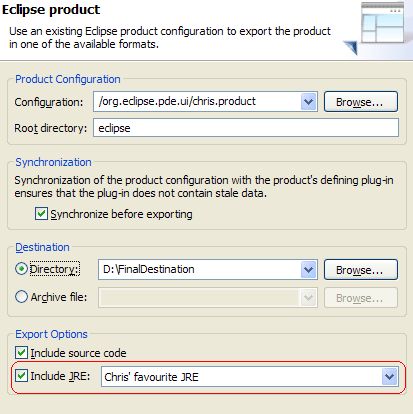 Eclipse product
Use an existing Eclipse product configuration to export the product
in one of the available formats.
Product Configuration
Configuration: /org.eclipse.pde.ui/chris.product Browse...
Root directory: eclipse
Synchronization
Synchronization of the product configuration with the product's defining plug-in
ensures that the plug-in does not contain stale data.
Synchronize before exporting
Destination
Directory: D:\FinalDestination Browse...
Archive file: Browse...
Export Options
Include source code
Include JRE: Chris' favourite JRE